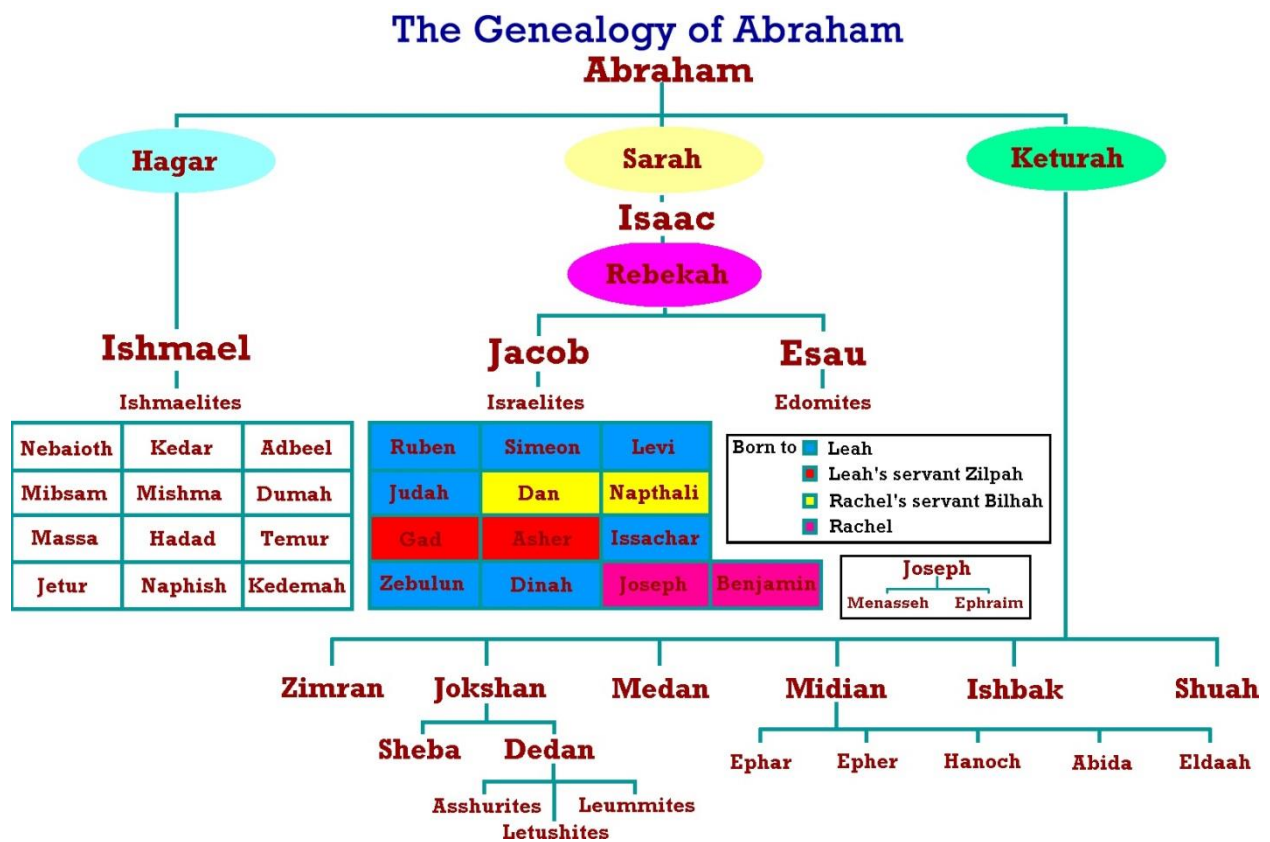 The Genealogy of Abraham
Abraham
Hagar
Sarah
Keturah
Isaac
Rebekah
Ishmael
Jacob
Esau
Ishmaelites
Israelites
Edomites
Nebaioth Kedar Adbeel
Mibsam Mishma Dumah
Massa Hadad Temur
Jetur Naphish Kedemah
Ruben Simeon Levi
Judah Dan Napthali
Gad Asher Issachar
Zebulun Dinah Joseph Benjamin
Born to Leah
Leah's servant Zilpah
Rachel's servant Bilhah
Rachel
Joseph
Menasseh Ephraim
Zimran Jokshan Medan Midian Ishbak Shuah
Sheba Dedan
Ephar Epher Hanoch Abida Eldaah
Asshurites Leummites
Letushites